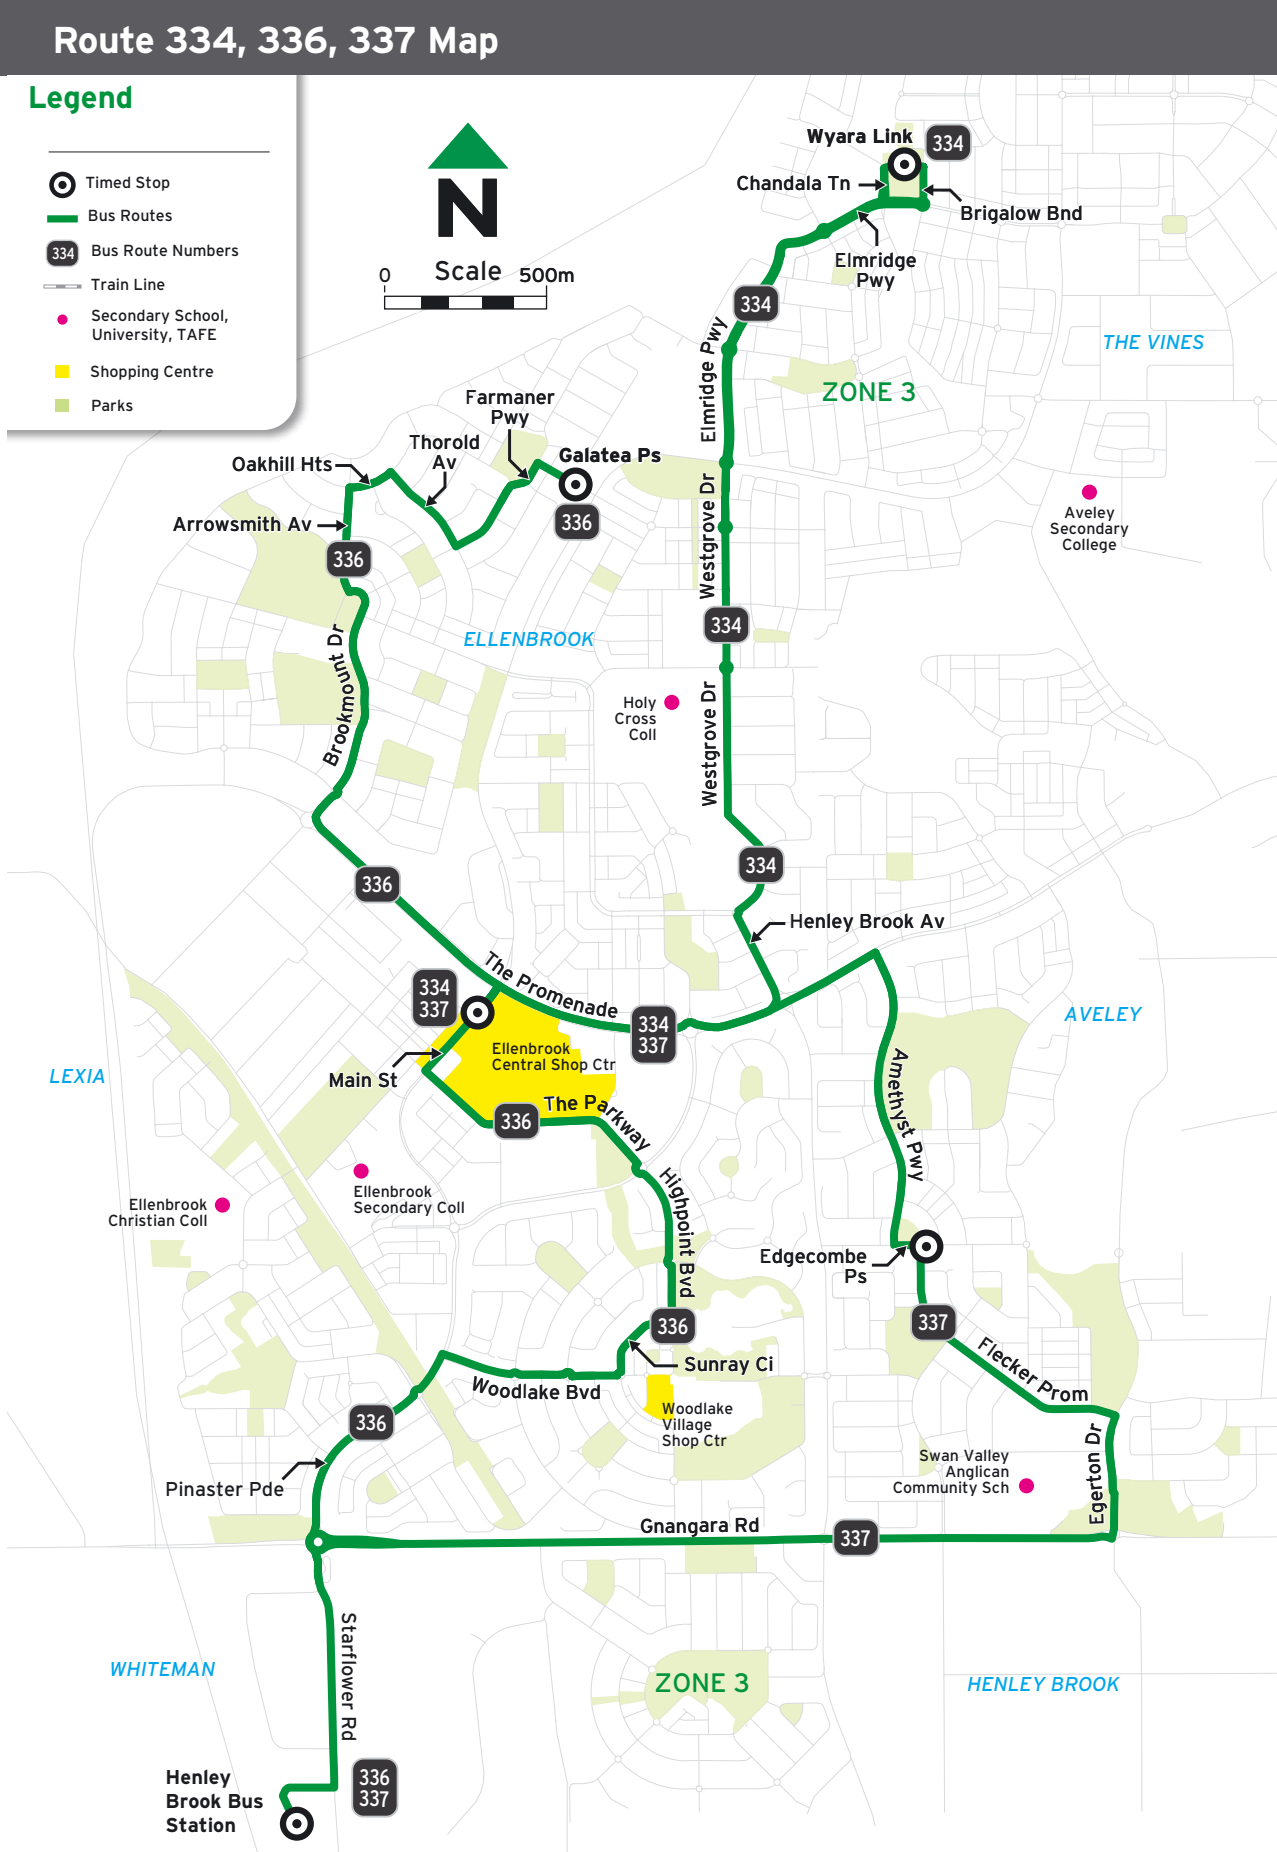 Route 334, 336, 337 Map
Legend
Timed Stop
Bus Routes
334
Bus Route Numbers
Train Line
Secondary School,
University, TAFE
Shopping Centre
Parks
N
0
Scale
500m
Wyara Link
334
Chandala Tn
Brigalow Bnd
Elmridge
Pwy
334
Elmridge Pwy
THE VINES
ZONE 3
Farmaner
Pwy
Thorold
Av
Galatea Ps
Oakhill Hts
336
Arrowsmith Av
336
Westgrove Dr
Aveley
Secondary
College
334
ELLENBROOK
Brookmount Dr
Holy
Cross
Coll
Westgrove Dr
334
336
Henley Brook Av
The Promenade
334
337
334
337
AVELEY
Ellenbrook
Central Shop Ctr
LEXIA
Main St
Amethyst Pwy
The Parkway
336
Highpoint Bvd
Ellenbrook
Secondary Coll
Ellenbrook
Christian Coll
Edgecombe
Ps
336
337
Sunray Ci
Flecker Prom
Woodlake Bvd
Woodlake
Village
Shop Ctr
336
Swan Valley
Anglican
Community Sch
Egerton Dr
Pinaster Pde
Gnangara Rd
337
Starflower Rd
WHITEMAN
ZONE 3
HENLEY BROOK
Henley
Brook Bus
Station
336
337